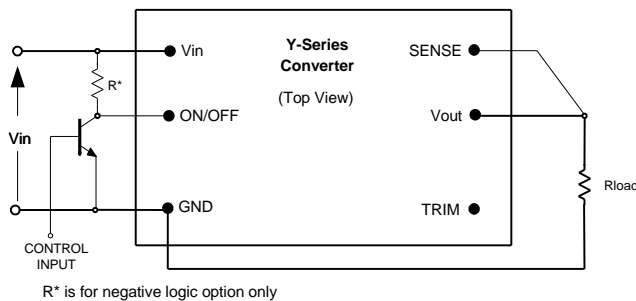 Y-Series
Converter
(Top View)
Vin
SENSE
R*
ON/OFF
Vout
Vin
Rload
GND
TRIM
CONTROL
INPUT
R* is for negative logic option only